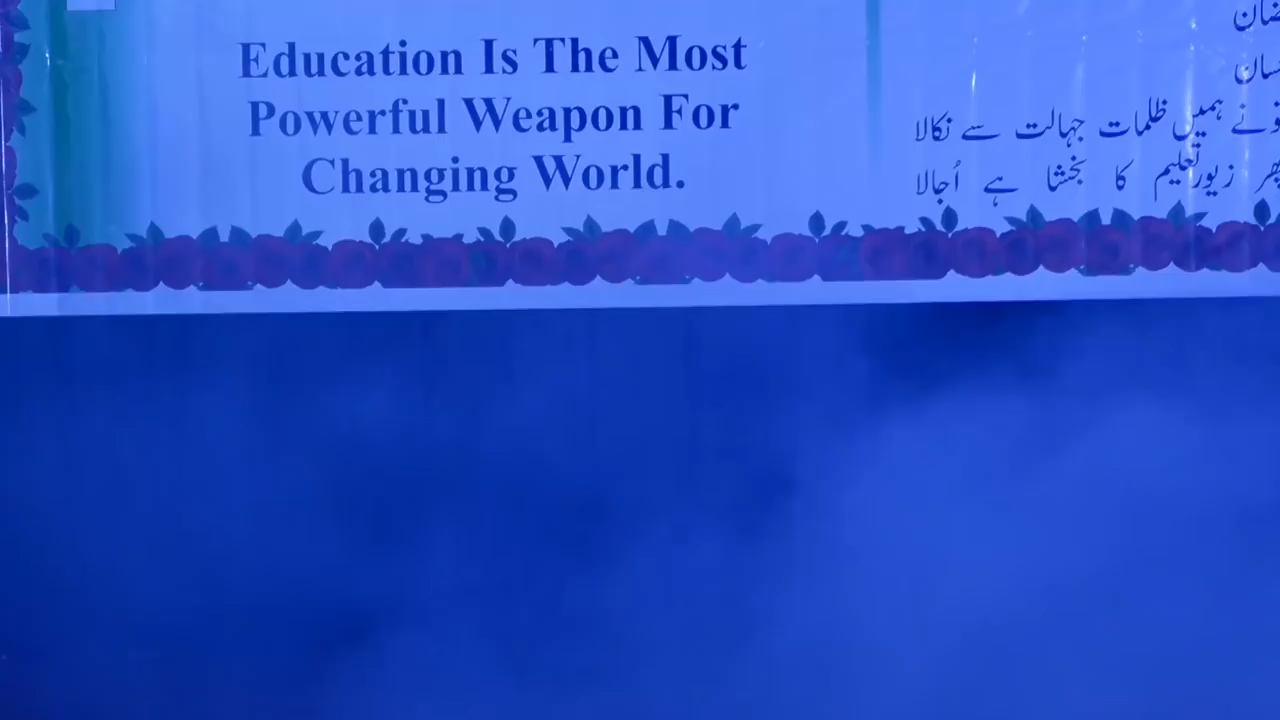 Education Is The Most
Powerful Weapon For
Changing World.
ہمیں ظلمات جہالت سے نکالا
زیور تعلیم کا بخشا ہے اُجالا